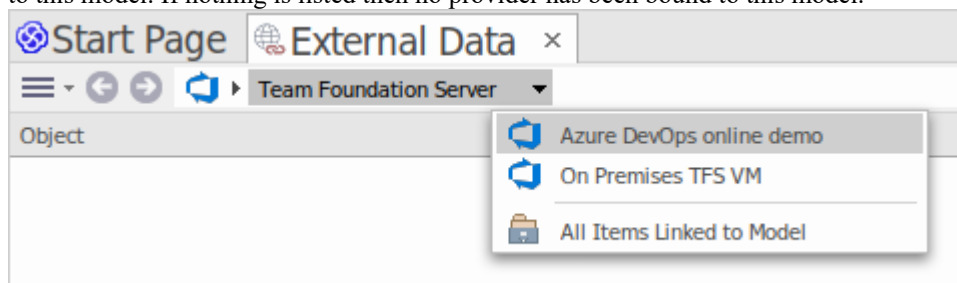 to this model. If nothing is listed then no provider has been bound to this model.
Start Page External Data ×
Team Foundation Server
Object
Azure DevOps online demo
On Premises TFS VM
All Items Linked to Model